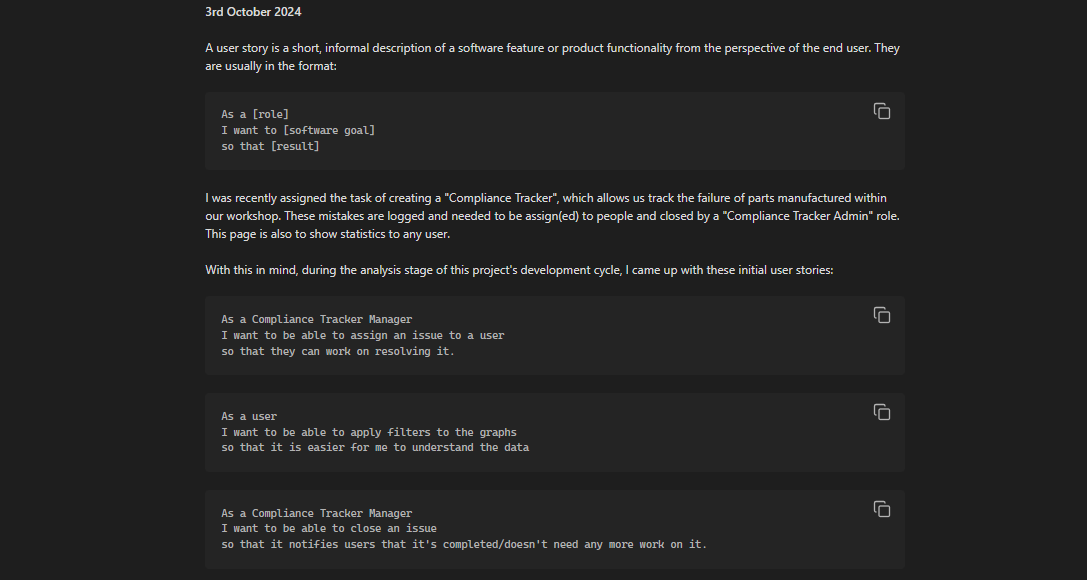 3rd October 2024
A user story is a short, informal description of a software feature or product functionality from the perspective of the end user. They
are usually in the format:
As a [role]
I want to [software goal]
so that [result]
I was recently assigned the task of creating a "Compliance Tracker", which allows us track the failure of parts manufactured within
our workshop. These mistakes are logged and needed to be assign(ed) to people and closed by a "Compliance Tracker Admin" role.
This page is also to show statistics to any user.
With this in mind, during the analysis stage of this project's development cycle, I came up with these initial user stories:
As a Compliance Tracker Manager
I want to be able to assign an issue to a user
so that they can work on resolving it.
As a user
I want to be able to apply filters to the graphs
so that it is easier for me to understand the data
As a Compliance Tracker Manager
I want to be able to close an issue
so that it notifies users that it's completed/doesn't need any more work on it.